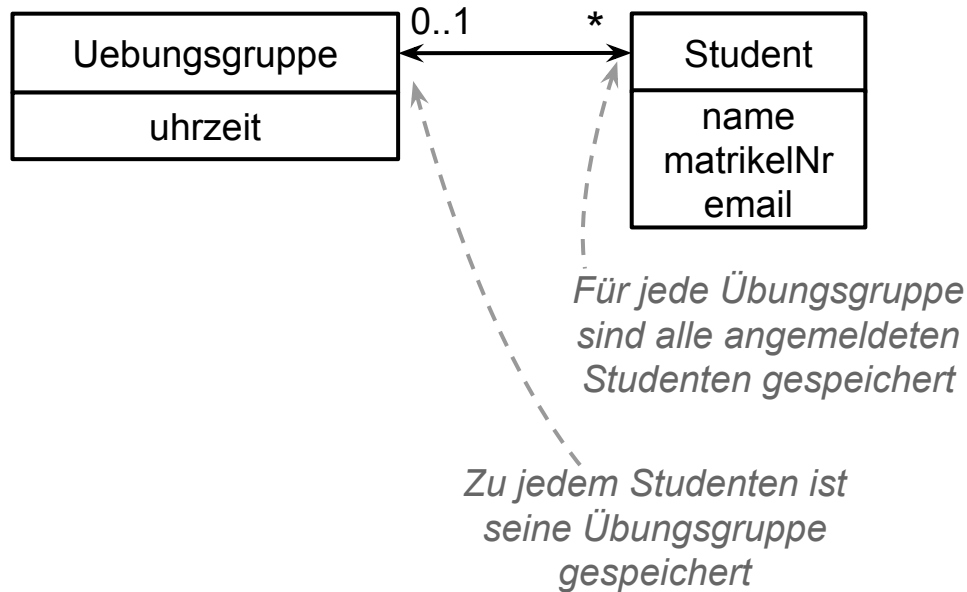 Uebungsgruppe
uhrzeit
0..1
*
Student
name
matrikelNr
email
Für jede Übungsgruppe
sind alle angemeldeten
Studenten gespeichert
Zu jedem Studenten ist
seine Übungsgruppe
gespeichert